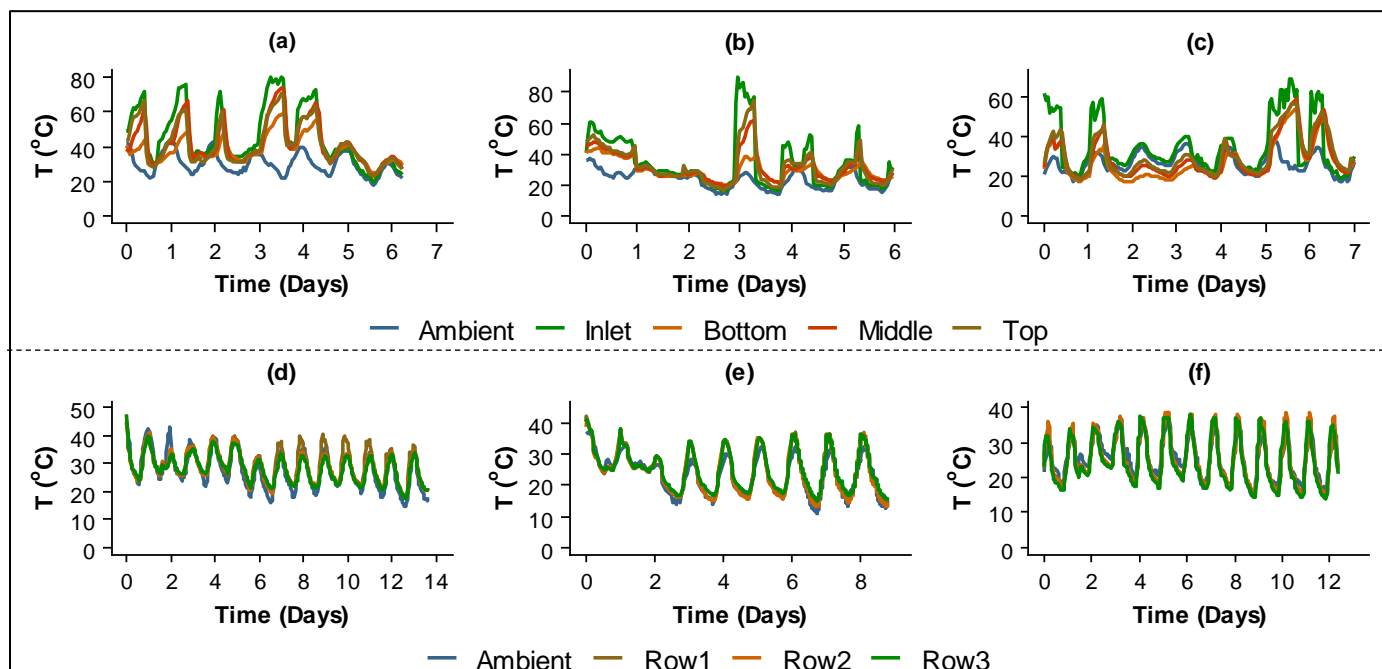 (a) (b) (c)
T (°C) T (°C) T (°C)
80
60
40
20
0
80
60
40
20
0
60
40
20
0
0 1 2 3 4 5 6 7
0 1 2 3 4 5 6
0 1 2 3 4 5 6 7
Time (Days) Time (Days) Time (Days)
Ambient Inlet Bottom Middle Top
(d) (e) (f)
T (°C) T (°C) T (°C)
50
40
30
20
10
0
40
30
20
10
0
40
30
20
10
0
0 2 4 6 8 10 12 14
0 2 4 6 8
0 2 4 6 8 10 12
Time (Days) Time (Days) Time (Days)
Ambient Row1 Row2 Row3